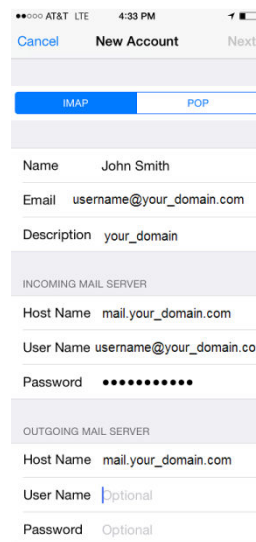 AT&T LTE 4:33 PM
Cancel New Account Next
IMAP POP
Name John Smith
Email username@your_domain.com
Description your_domain
INCOMING MAIL SERVER
Host Name mail.your_domain.com
User Name username@your_domain.co
Password ●●●●●●●●●●●
OUTGOING MAIL SERVER
Host Name mail.your_domain.com
User Name Optional
Password Optional